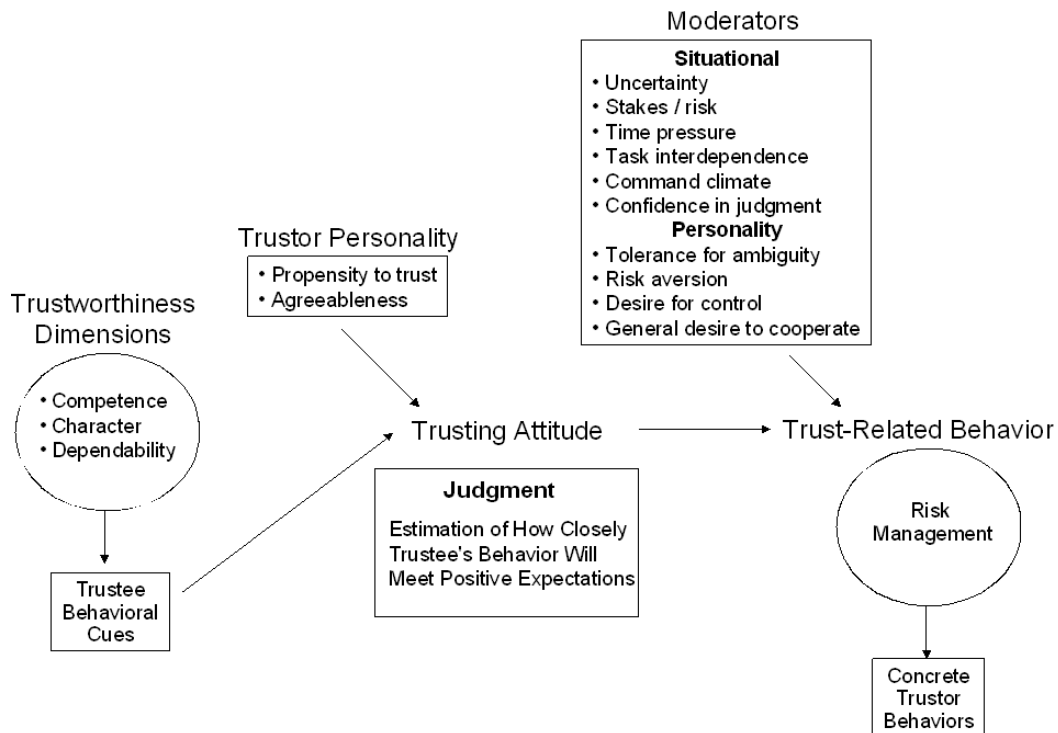 Moderators
Situational
• Uncertainty
• Stakes / risk
• Time pressure
• Task interdependence
• Command climate
• Confidence in judgment
Personality
• Tolerance for ambiguity
• Risk aversion
• Desire for control
• General desire to cooperate
Trustor Personality
• Propensity to trust
• Agreeableness
Trustworthiness
Dimensions
• Competence
• Character
• Dependability
Trustee
Behavioral
Cues
Trusting Attitude
Judgment
Estimation of How Closely
Trustee's Behavior Will
Meet Positive Expectations
Trust-Related Behavior
Risk
Management
Concrete
Trustor
Behaviors